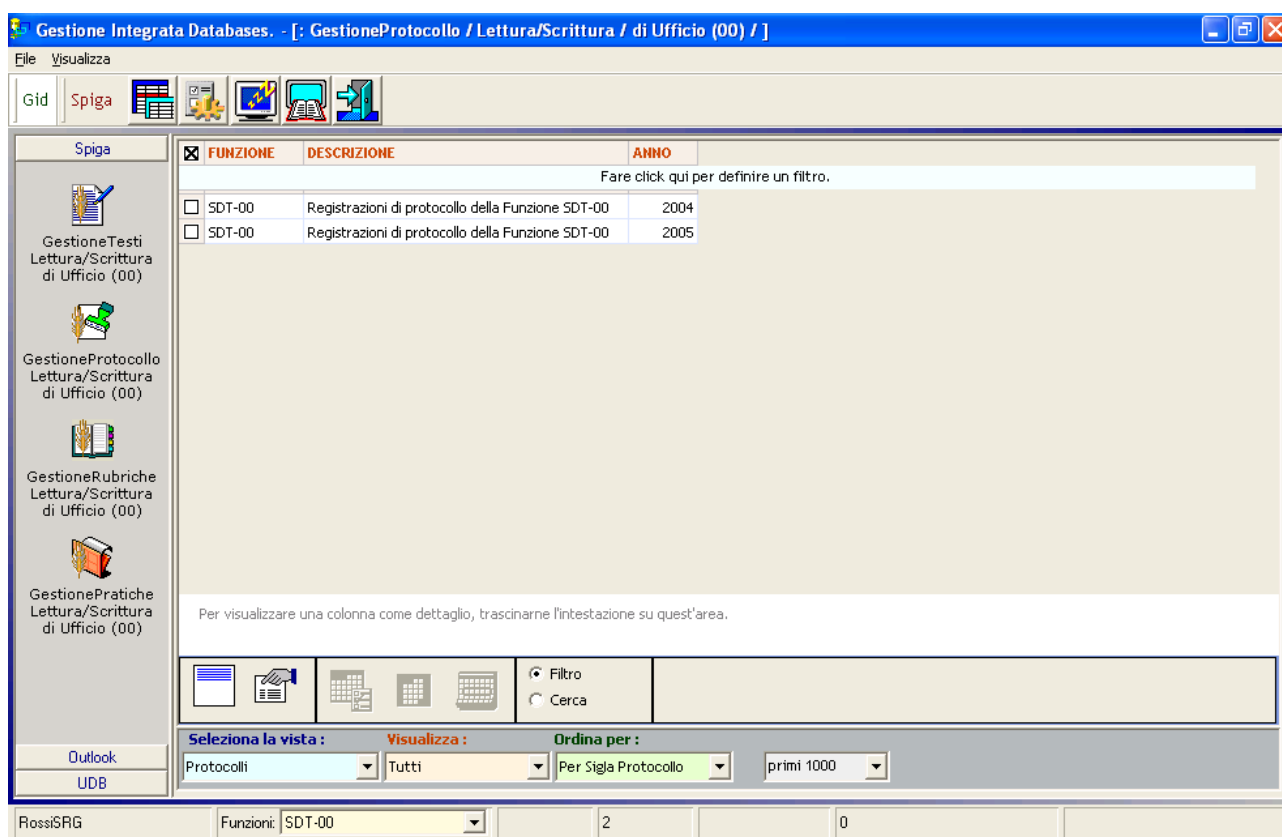 Gestione Integrata Databases. - [: GestioneProtocollo / Lettura/Scrittura / di Ufficio (00) / ]
File Visualizza
Gid Spiga
Spiga
GestioneTesti
Lettura/Scrittura
di Ufficio (00)
GestioneProtocollo
Lettura/Scrittura
di Ufficio (00)
GestioneRubriche
Lettura/Scrittura
di Ufficio (00)
GestionePratiche
Lettura/Scrittura
di Ufficio (00)
Outlook
UDB
FUNZIONE DESCRIZIONE ANNO
Fare click qui per definire un filtro.
SDT-00 Registrazioni di protocollo della Funzione SDT-00 2004
SDT-00 Registrazioni di protocollo della Funzione SDT-00 2005
Per visualizzare una colonna come dettaglio, trascinarne l'intestazione su quest'area.
Filtro
Cerca
Seleziona la vista : Visualizza : Ordina per :
Protocolli Tutti Per Sigla Protocollo primi 1000
RossiSRG Funzioni: SDT-00 2 0